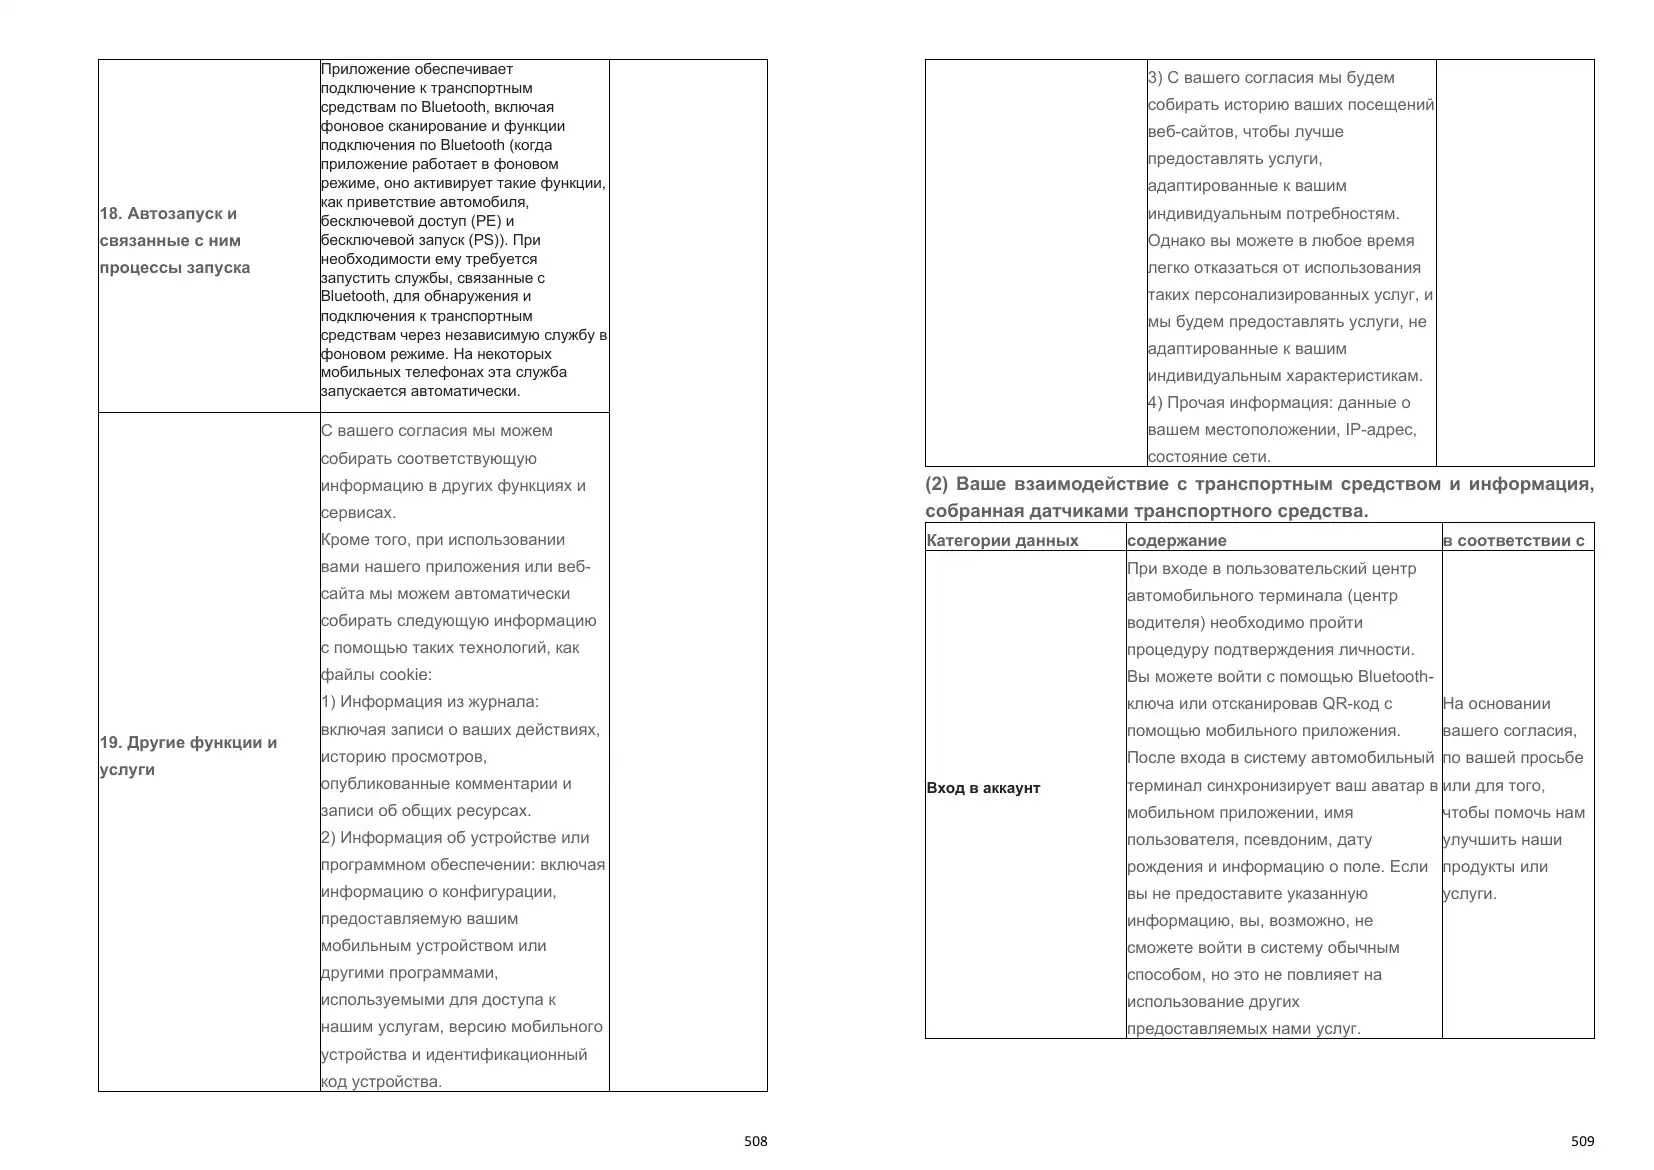 18. Автозапуск и
связанные с ним
процессы запуска
Приложение обеспечивает
подключение к транспортным
средствам по Bluetooth, включая
фоновое сканирование и функции
подключения по Bluetooth (когда
приложение работает в фоновом
режиме, оно активирует такие функции,
как приветствие автомобиля,
бесключевой доступ (PE) и
бесключевой запуск (PS)). При
необходимости ему требуется
запустить службы, связанные с
Bluetooth, для обнаружения и
подключения к транспортным
средствам через независимую службу в
фоновом режиме. На некоторых
мобильных телефонах эта служба
запускается автоматически.
19. Другие функции и
услуги
С вашего согласия мы можем
собирать соответствующую
информацию в других функциях и
сервисах.
Кроме того, при использовании
вами нашего приложения или веб-
сайта мы можем автоматически
собирать следующую информацию
с помощью таких технологий, как
файлы cookie:
1) Информация из журнала:
включая записи о ваших действиях,
историю просмотров,
опубликованные комментарии и
записи об общих ресурсах.
2) Информация об устройстве или
программном обеспечении: включая
информацию о конфигурации,
предоставляемую вашим
мобильным устройством или
другими программами,
используемыми для доступа к
нашим услугам, версию мобильного
устройства и идентификационный
код устройства.
508
3) С вашего согласия мы будем
собирать историю ваших посещений
веб-сайтов, чтобы лучше
предоставлять услуги,
адаптированные к вашим
индивидуальным потребностям.
Однако вы можете в любое время
легко отказаться от использования
таких персонализированных услуг, и
мы будем предоставлять услуги, не
адаптированные к вашим
индивидуальным характеристикам.
4) Прочая информация: данные о
вашем местоположении, IP-адрес,
состояние сети.
(2) Ваше взаимодействие с транспортным средством и информация,
собранная датчиками транспортного средства.
Категории данных содержание в соответствии с
Вход в аккаунт
При входе в пользовательский центр
автомобильного терминала (центр
водителя) необходимо пройти
процедуру подтверждения личности.
Вы можете войти с помощью Bluetooth-
ключа или отсканировав QR-код с
помощью мобильного приложения.
После входа в систему автомобильный
терминал синхронизирует ваш аватар в
мобильном приложении, имя
пользователя, псевдоним, дату
рождения и информацию о поле. Если
вы не предоставите указанную
информацию, вы, возможно, не
сможете войти в систему обычным
способом, но это не повлияет на
использование других
предоставляемых нами услуг.
На основании
вашего согласия,
по вашей просьбе
или для того,
чтобы помочь нам
улучшить наши
продукты или
услуги.
509